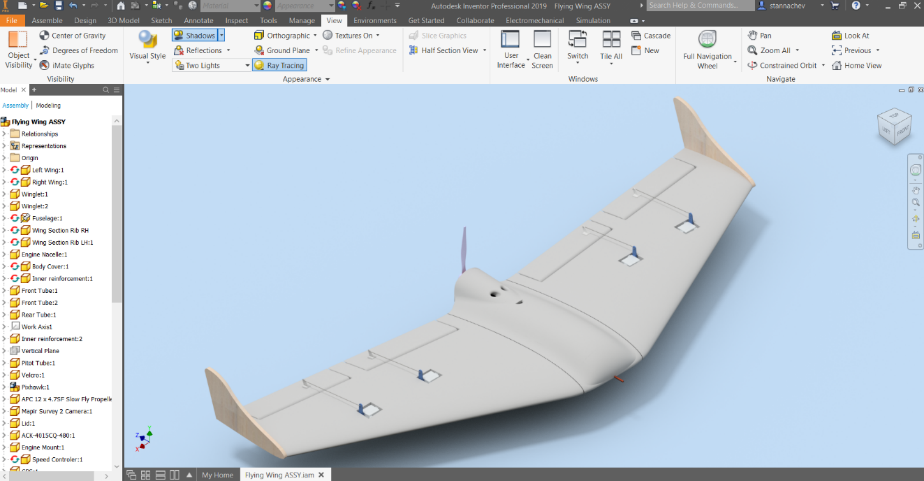 Autodesk Inventor Professional 2019 Flying Wing ASSY
Search Help & Commands...
stannachev
File Assembly Design 3D Model Sketch Annotate Inspect Tools Manage View Environments Get Started Collaborate Electromechanical Simulation
Object Visibility
Center of Gravity
Degrees of Freedom
iMate Glyphs
Visibility
Visual Style
Shadows
Reflections
Two Lights
Orthographic
Ground Plane
Ray Tracing
Textures On
Refine Appearance
Appearance
Slice Graphics
Half Section View
User Interface
Clean Screen
Switch
Tile All
Cascade
New
Windows
Full Navigation Wheel
Pan
Zoom All
Constrained Orbit
Look At
Previous
Home View
Navigate
Model
Assembly Modeling
Flying Wing ASSY
Relationships
Representations
Origin
Left Wing:1
Right Wing:1
Winglet:1
Winglet:2
Fuselage:1
Wing Section Rib RH
Wing Section Rib LH:1
Engine Nacelle:1
Body Cover:1
Inner reinforcement:1
Front Tube:1
Front Tube:2
Rear Tube:1
Work Axis1
Inner reinforcement:2
Vertical Plane
Pitot Tube:1
Velcro:1
Pixhawk:1
APC 12 x 4.75F Slow Fly Propelle
Mapir Survey 2 Camera:1
Lid:1
ACK-4015CQ-480:1
Engine Mount:1
Speed Controler:1
Z
Y
X
My Home
Flying Wing ASSY.iam